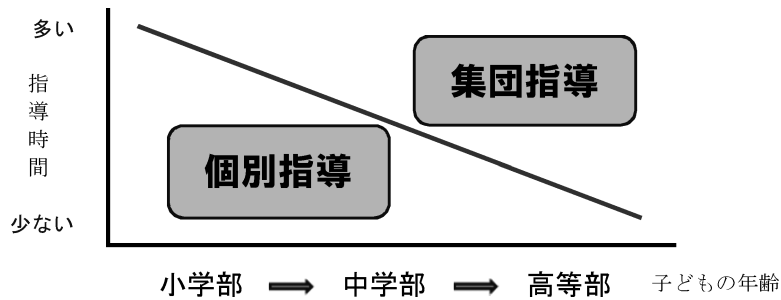 多い
指導時間
少ない
集団指導
個別指導
小学部 ➡ 中学部 ➡ 高等部
子どもの年齢